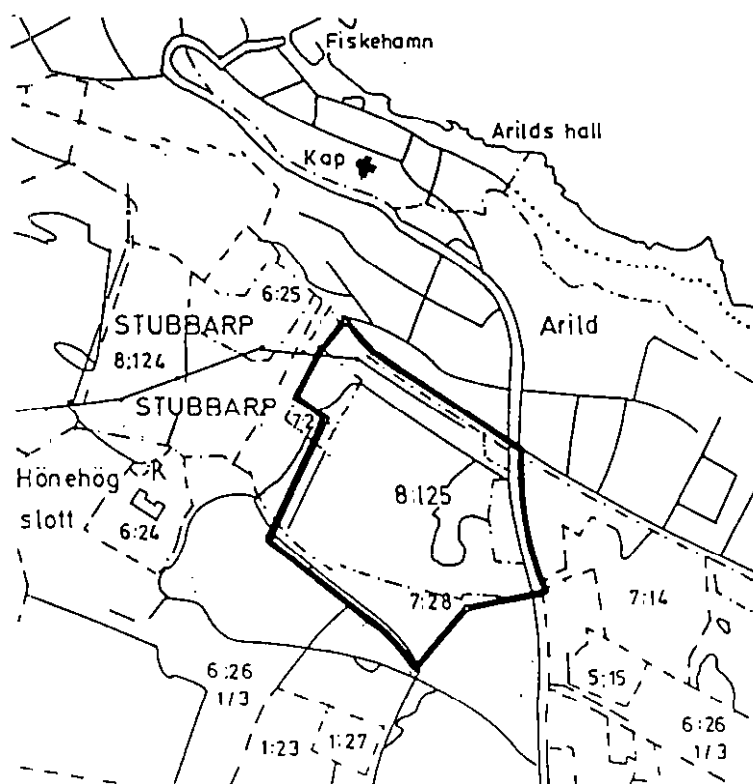 Fiskehamn
Arilds hall
Kap
6:25
STUBBARP
Arild
8:124
STUBBARP
7:2
Hönehög
slott
R
6:24
8:125
7:28
7:14
6:26
1/3
5:15
6:26
1/3
1:23
1:27